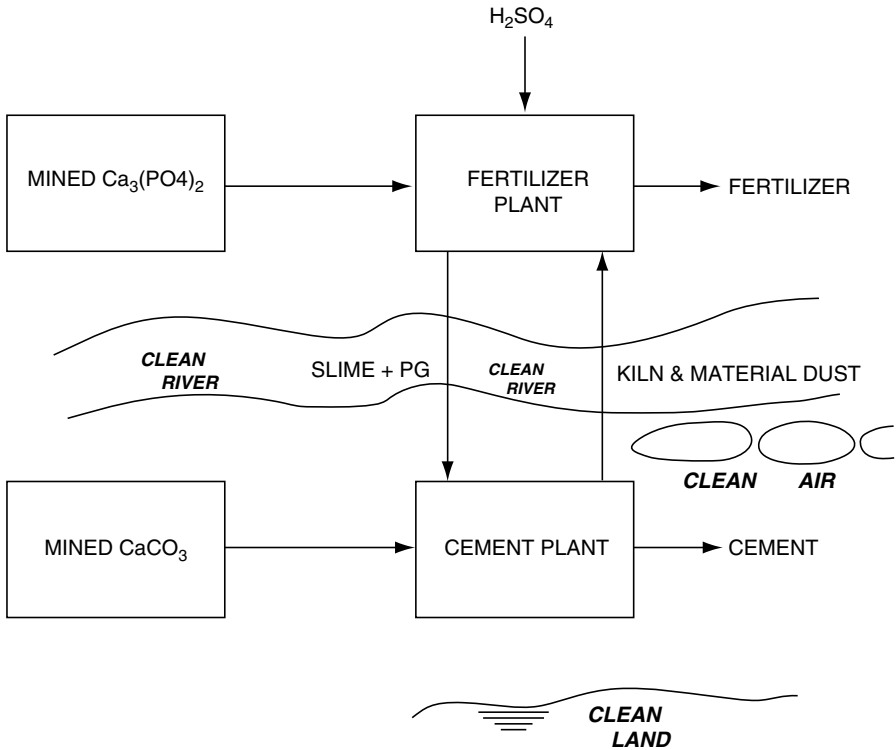 H₂SO₄
MINED Ca₃(PO4)₂
FERTILIZER
PLANT
FERTILIZER
CLEAN
RIVER
SLIME + PG
CLEAN
RIVER
KILN & MATERIAL DUST
CLEAN AIR
MINED CaCO₃
CEMENT PLANT
CEMENT
CLEAN
LAND